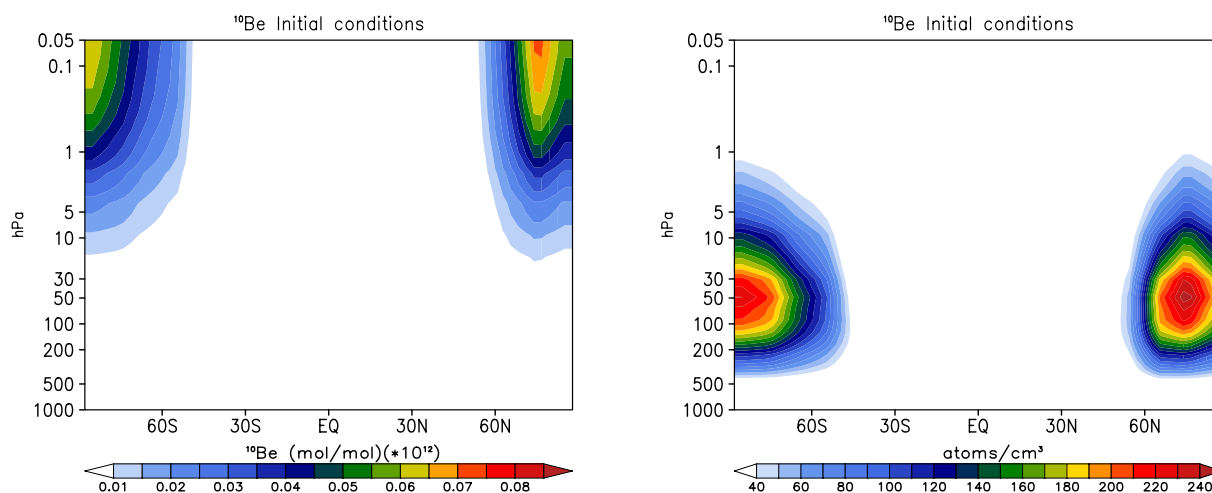 ¹⁰Be Initial conditions
0.05
0.1
1
5
10
30
50
100
200
500
1000
hPa
60S 30S EQ 30N 60N
¹⁰Be (mol/mol)(*10¹²)
0.01 0.02 0.03 0.04 0.05 0.06 0.07 0.08
¹⁰Be Initial conditions
0.05
0.1
1
5
10
30
50
100
200
500
1000
hPa
60S 30S EQ 30N 60N
atoms/cm³
40 60 80 100 120 140 160 180 200 220 240